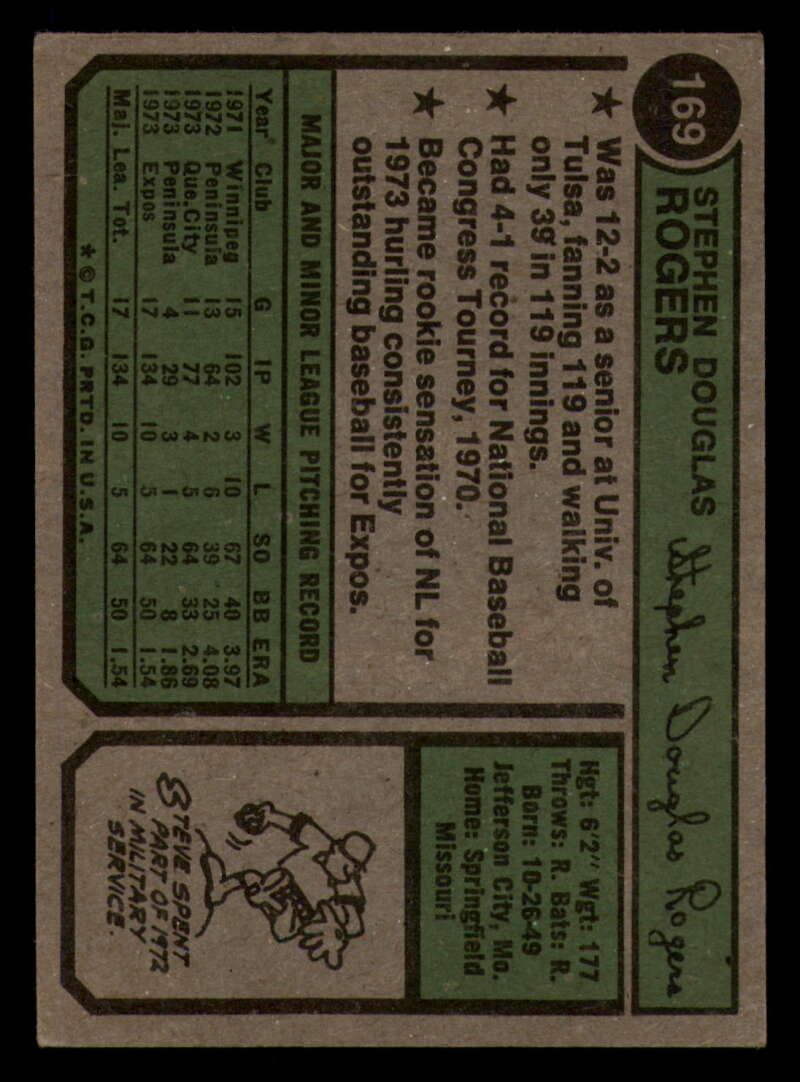 169
STEPHEN DOUGLAS
ROGERS
Stephen Douglas Rogers
★ Was 12-2 as a senior at Univ. of
Tulsa, fanning 119 and walking
only 39 in 119 innings.
★ Had 4-1 record for National Baseball
Congress Tourney, 1970.
★ Became rookie sensation of NL for
1973 hurling consistently
outstanding baseball for Expos.
MAJOR AND MINOR LEAGUE PITCHING RECORD
Year Club G IP W L SO BB ERA
1971 Winnipeg 15 102 3 10 67 40 3.97
1972 Peninsula 13 64 2 6 39 25 4.08
1973 Que.City 11 77 4 5 64 33 2.69
1973 Peninsula 4 29 3 1 22 8 1.86
1973 Expos 17 134 10 5 64 50 1.54
Maj. Lea. Tot. 17 134 10 5 64 50 1.54
* © T.C.G. PRTD. IN U.S.A.
Hgt: 6'2" Wgt: 177
Throws: R. Bats: R.
Born: 10-26-49
Jefferson City, Mo.
Home: Springfield
Missouri
STEVE SPENT
PART OF 1972
IN MILITARY
SERVICE.